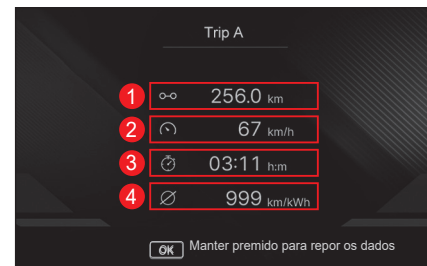 Trip A
1 256.0 km
2 67 km/h
3 03:11 h:m
4 999 km/kWh
OK Manter premido para repor os dados